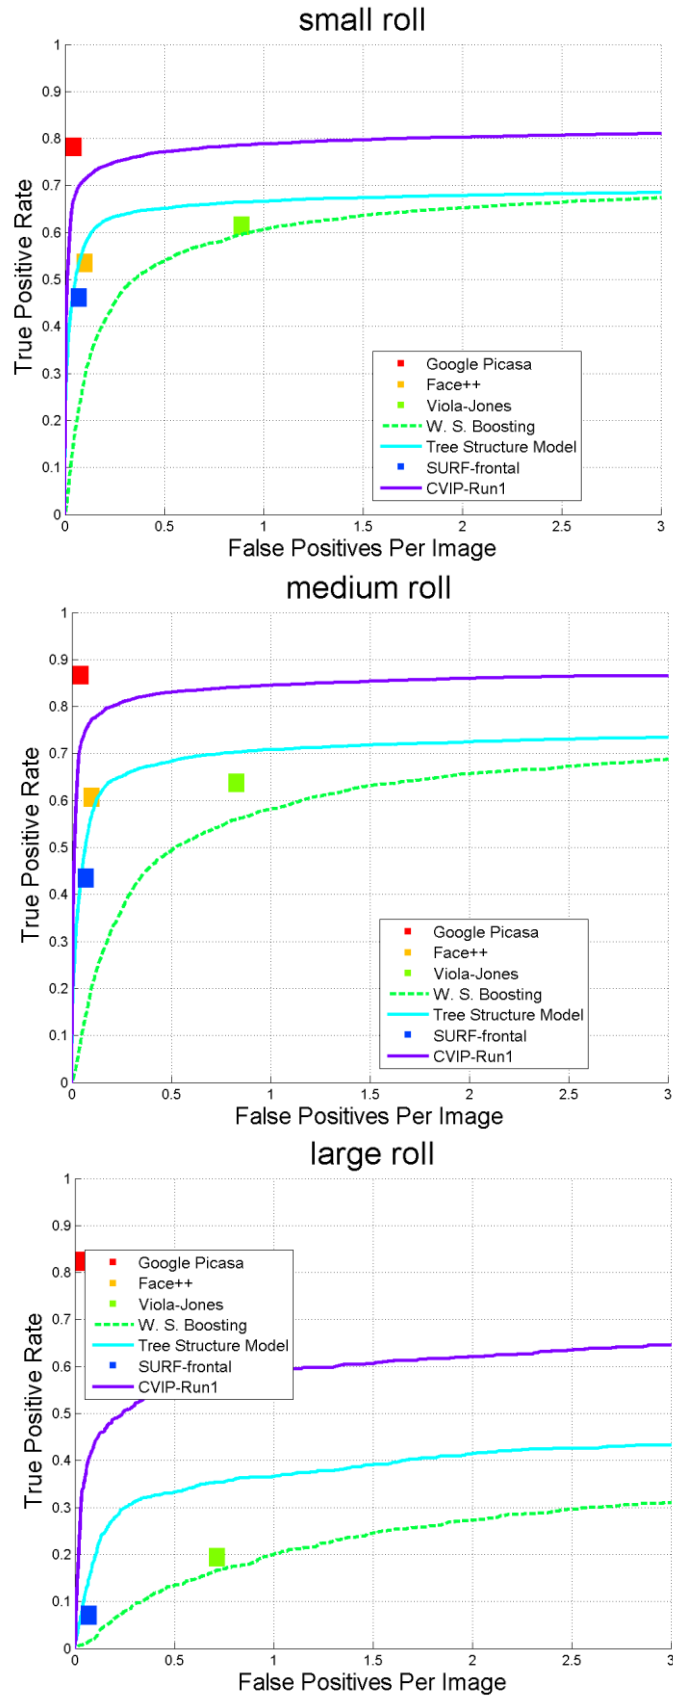 small roll
1
0.9
0.8
0.7
0.6
0.5
0.4
0.3
0.2
0.1
0
True Positive Rate
Google Picasa
Face++
Viola-Jones
W. S. Boosting
Tree Structure Model
SURF-frontal
CVIP-Run1
0 0.5 1 1.5 2 2.5 3
False Positives Per Image
medium roll
1
0.9
0.8
0.7
0.6
0.5
0.4
0.3
0.2
0.1
0
True Positive Rate
Google Picasa
Face++
Viola-Jones
W. S. Boosting
Tree Structure Model
SURF-frontal
CVIP-Run1
0 0.5 1 1.5 2 2.5 3
False Positives Per Image
large roll
1
0.9
0.8
0.7
0.6
0.5
0.4
0.3
0.2
0.1
0
True Positive Rate
Google Picasa
Face++
Viola-Jones
W. S. Boosting
Tree Structure Model
SURF-frontal
CVIP-Run1
0 0.5 1 1.5 2 2.5 3
False Positives Per Image